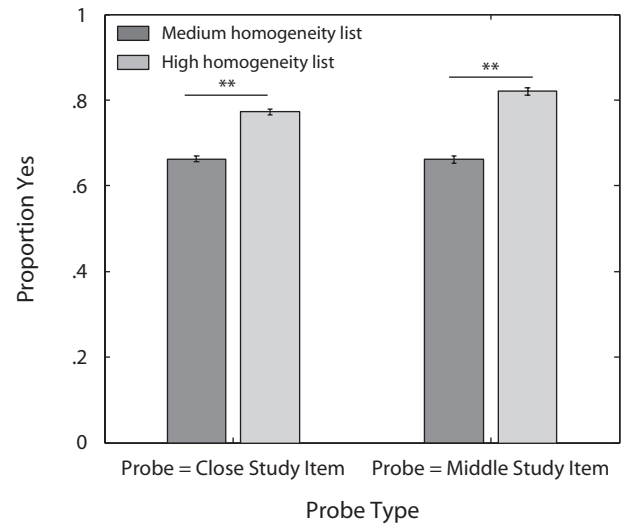 1
Medium homogeneity list
High homogeneity list
**
**
.8
.6
.4
.2
0
Proportion Yes
Probe = Close Study Item
Probe = Middle Study Item
Probe Type